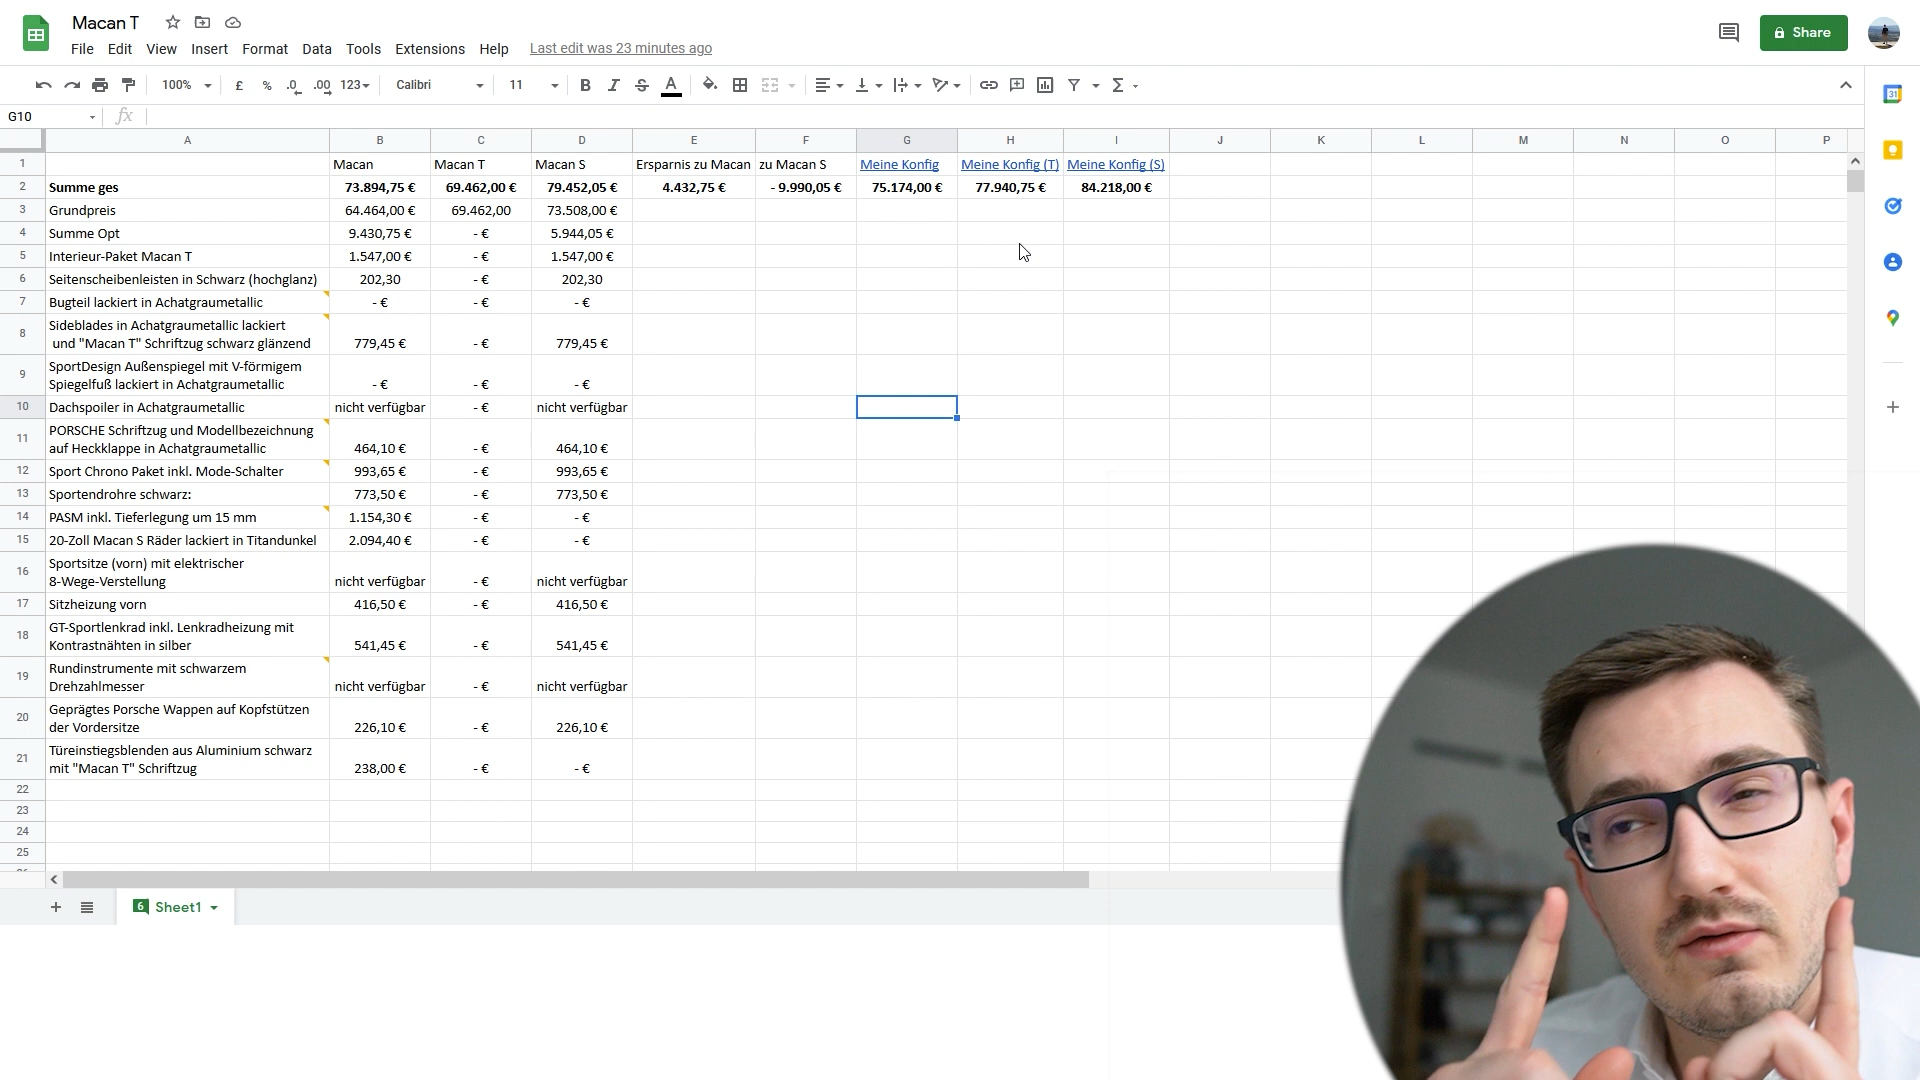 Macan T
File Edit View Insert Format Data Tools Extensions Help Last edit was 23 minutes ago
Share
100% £ % .0 .00 123 Calibri 11 B I S A Σ
31
G10 fx
A B C D E F G H I J K L M N O P
1 Macan Macan T Macan S Ersparnis zu Macan zu Macan S Meine Konfig Meine Konfig (T) Meine Konfig (S)
2 Summe ges 73.894,75 € 69.462,00 € 79.452,05 € 4.432,75 € - 9.990,05 € 75.174,00 € 77.940,75 € 84.218,00 €
3 Grundpreis 64.464,00 € 69.462,00 73.508,00 €
4 Summe Opt 9.430,75 € - € 5.944,05 €
5 Interieur-Paket Macan T 1.547,00 € - € 1.547,00 €
6 Seitenscheibenleisten in Schwarz (hochglanz) 202,30 - € 202,30
7 Bugteil lackiert in Achatgraumetallic - € - € - €
8 Sideblades in Achatgraumetallic lackiert
und "Macan T" Schriftzug schwarz glänzend 779,45 € - € 779,45 €
9 SportDesign Außenspiegel mit V-förmigem
Spiegelfuß lackiert in Achatgraumetallic - € - € - €
10 Dachspoiler in Achatgraumetallic nicht verfügbar - € nicht verfügbar
11 PORSCHE Schriftzug und Modellbezeichnung
auf Heckklappe in Achatgraumetallic 464,10 € - € 464,10 €
12 Sport Chrono Paket inkl. Mode-Schalter 993,65 € - € 993,65 €
13 Sportendrohre schwarz: 773,50 € - € 773,50 €
14 PASM inkl. Tieferlegung um 15 mm 1.154,30 € - € - €
15 20-Zoll Macan S Räder lackiert in Titandunkel 2.094,40 € - € - €
16 Sportsitze (vorn) mit elektrischer
8-Wege-Verstellung nicht verfügbar - € nicht verfügbar
17 Sitzheizung vorn 416,50 € - € 416,50 €
18 GT-Sportlenkrad inkl. Lenkradheizung mit
Kontrastnähten in silber 541,45 € - € 541,45 €
19 Rundinstrumente mit schwarzem
Drehzahlmesser nicht verfügbar - € nicht verfügbar
20 Geprägtes Porsche Wappen auf Kopfstützen
der Vordersitze 226,10 € - € 226,10 €
21 Türeinstiegsblenden aus Aluminium schwarz
mit "Macan T" Schriftzug 238,00 € - € - €
22
23
24
25
6 Sheet1